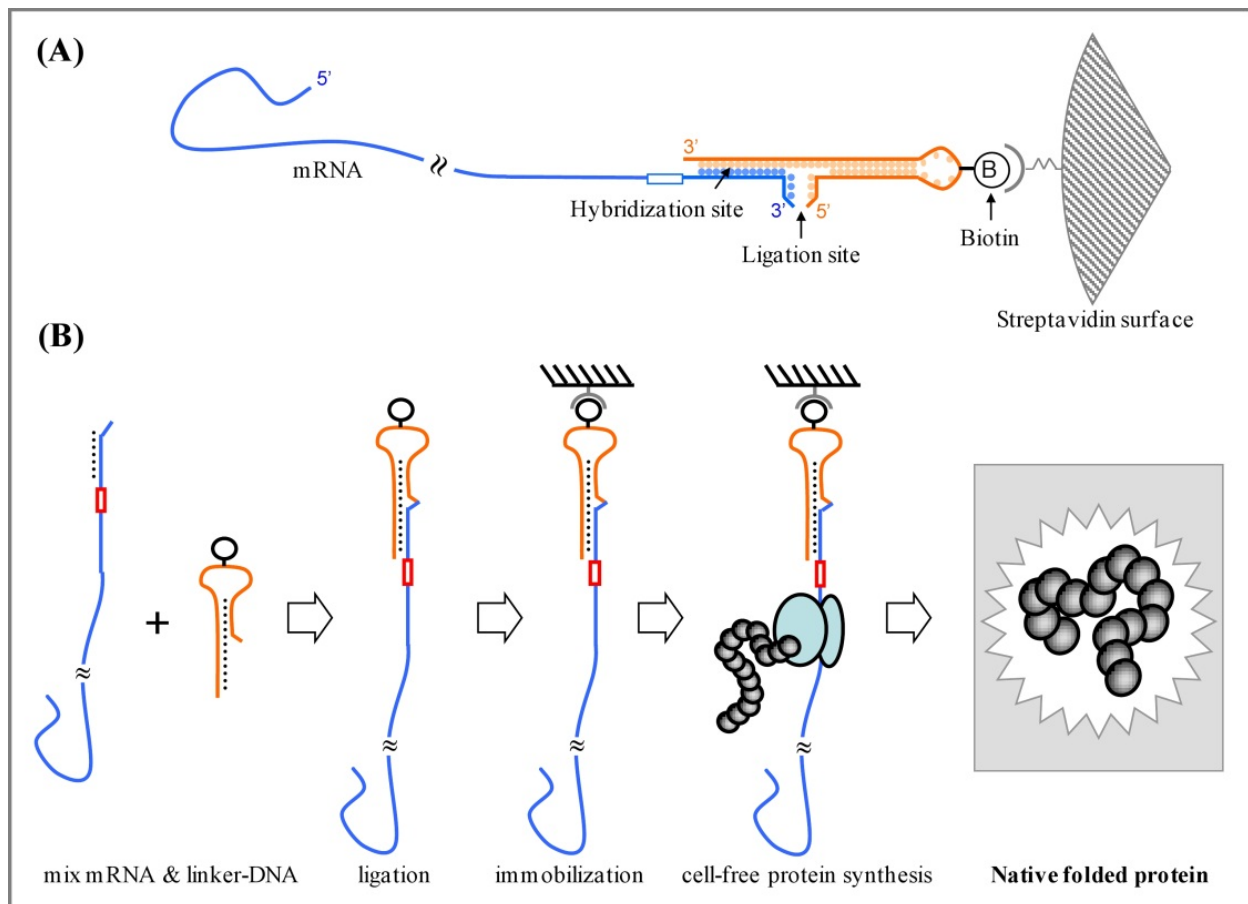 (A)
5’
mRNA
≈
3’
Hybridization site
3’
5’
Ligation site
B
Biotin
Streptavidin surface
(B)
+
≈
≈
≈
≈
mix mRNA & linker-DNA
ligation
immobilization
cell-free protein synthesis
Native folded protein